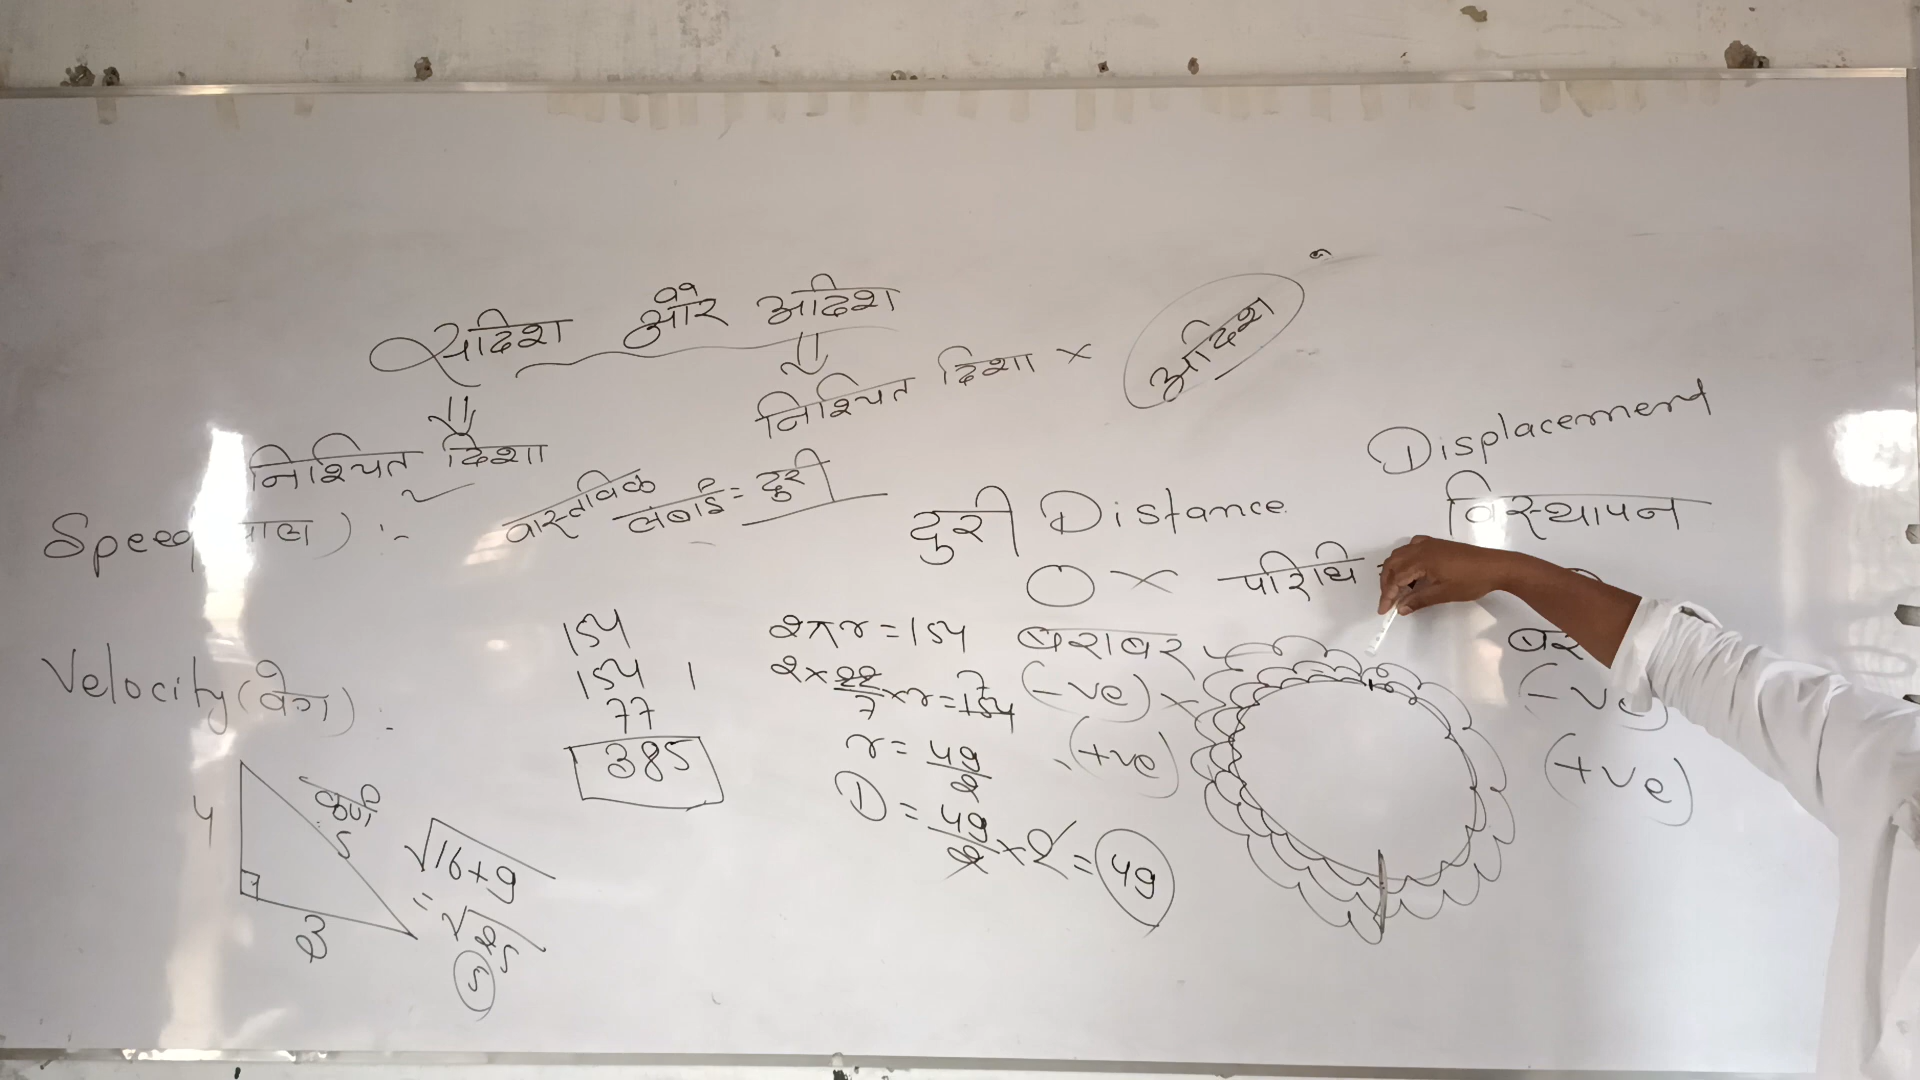 सदिश और अदिश
निश्चित दिशा ×
अदिश
निश्चित दिशा
वास्तविक
लंबाई = दुरी
Displacement
विस्थापन
दुरी Distance
Speed
○ × परिधि
बराबर
(-ve)
(+ve)
(-ve)
(+ve)
Velocity (वेग) :-
154
154 1
77
385
2πr = 154
2 × 22/7 × r = 154
r = 49/2
D = 49/2 × 2 = 49
4
3
5
√16+9
= √25
5